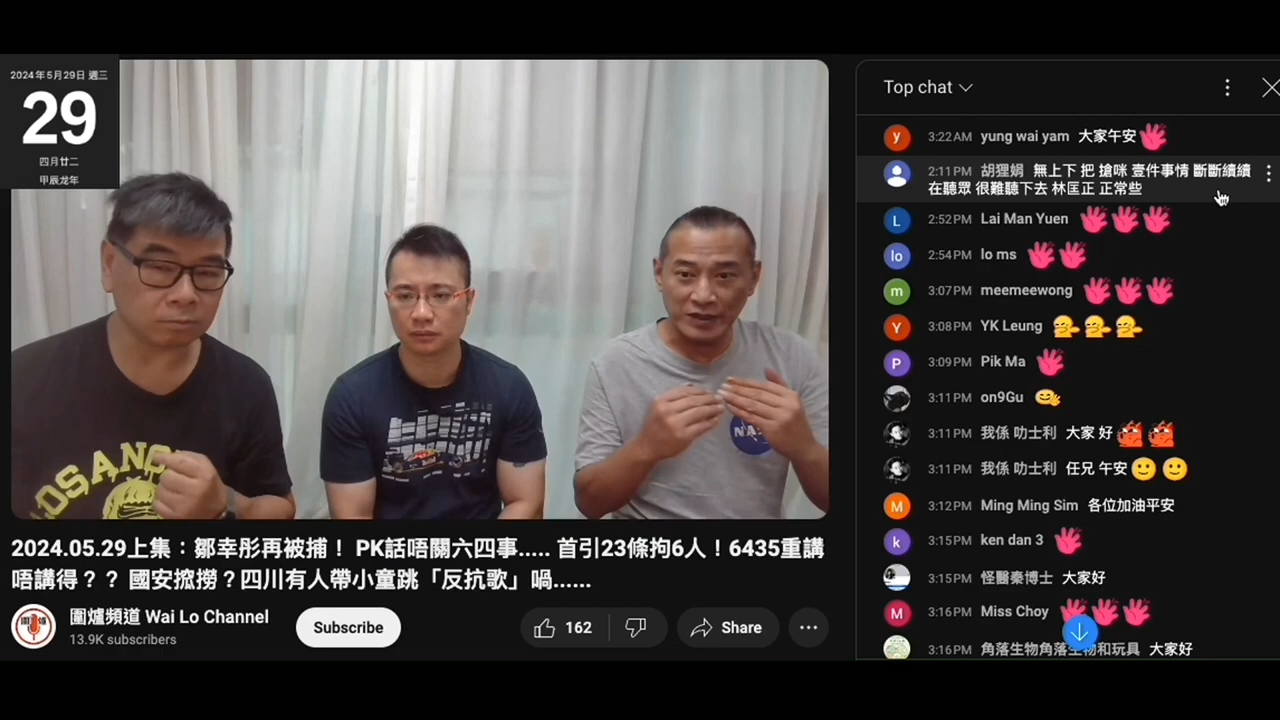 2024年5月29日 週三
29
四月廿二
甲辰龙年
LOS ANG
NAS
2024.05.29上集：鄒幸彤再被捕！ PK話唔關六四事..... 首引23條拘6人！6435重講
唔講得？？ 國安搲撈？四川有人帶小童跳「反抗歌」喎......
圍爐頻道 Wai Lo Channel
13.9K subscribers
Subscribe
162
Share
Top chat
y 3:22 AM yung wai yam 大家午安
2:11 PM 胡狸娟 無上下 把 搶咪 壹件事情 斷斷續續
在聽眾 很難聽下去 林匡正 正常些
L 2:52 PM Lai Man Yuen
lo 2:54 PM lo ms
m 3:07 PM meemeewong
Y 3:08 PM YK Leung
P 3:09 PM Pik Ma
3:11 PM on9Gu
3:11 PM 我係 叻士利 大家 好
3:11 PM 我係 叻士利 任兄 午安
M 3:12 PM Ming Ming Sim 各位加油平安
k 3:15 PM ken dan 3
3:15 PM 怪醫秦博士 大家好
M 3:16 PM Miss Choy
3:16 PM 角落生物角落生物和玩具 大家好